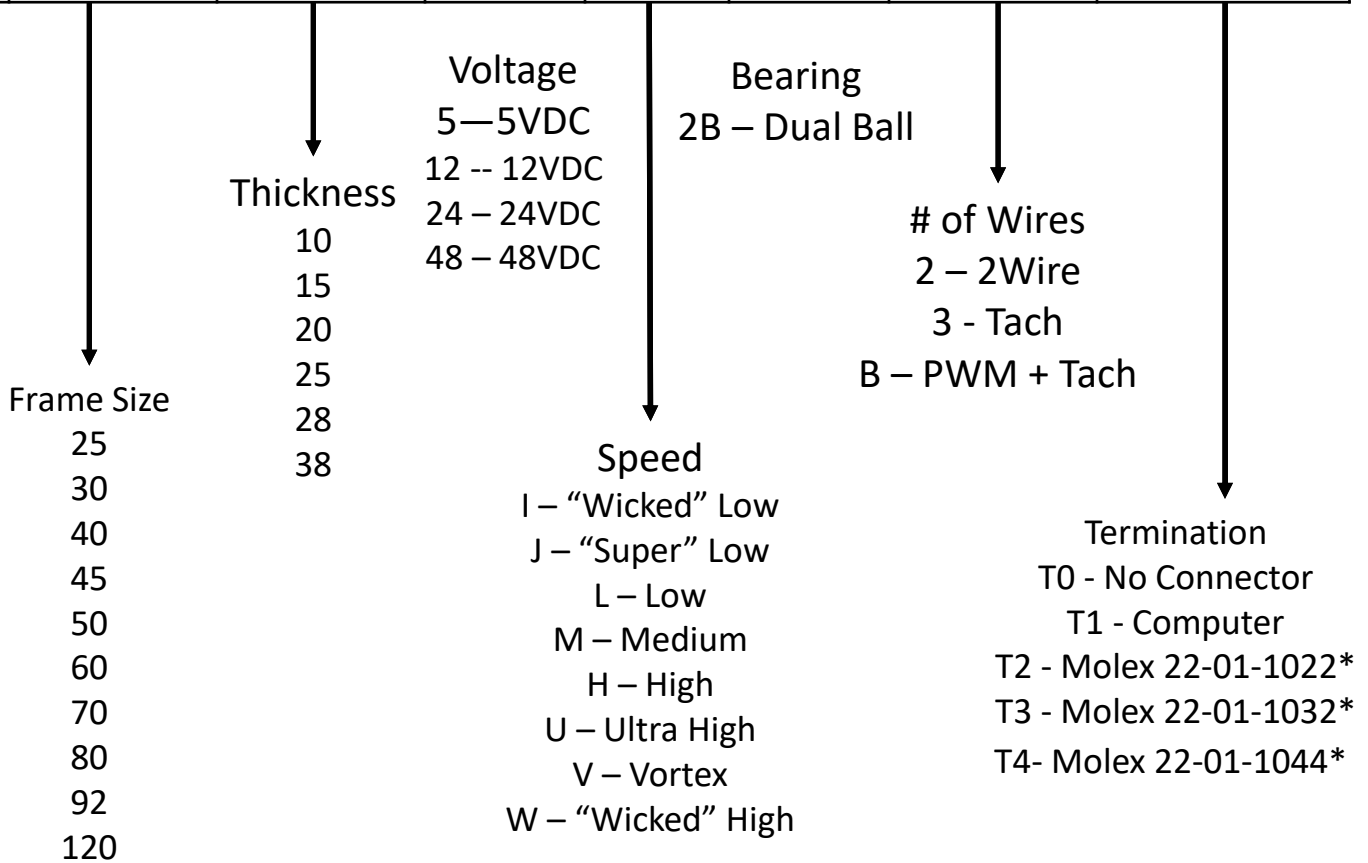 Voltage
5—5VDC
12 -- 12VDC
24 – 24VDC
48 – 48VDC
Bearing
2B – Dual Ball
Thickness
10
15
20
25
28
38
# of Wires
2 – 2Wire
3 - Tach
B – PWM + Tach
Frame Size
25
30
40
45
50
60
70
80
92
120
Speed
I – “Wicked” Low
J – “Super” Low
L – Low
M – Medium
H – High
U – Ultra High
V – Vortex
W – “Wicked” High
Termination
T0 - No Connector
T1 - Computer
T2 - Molex 22-01-1022*
T3 - Molex 22-01-1032*
T4- Molex 22-01-1044*